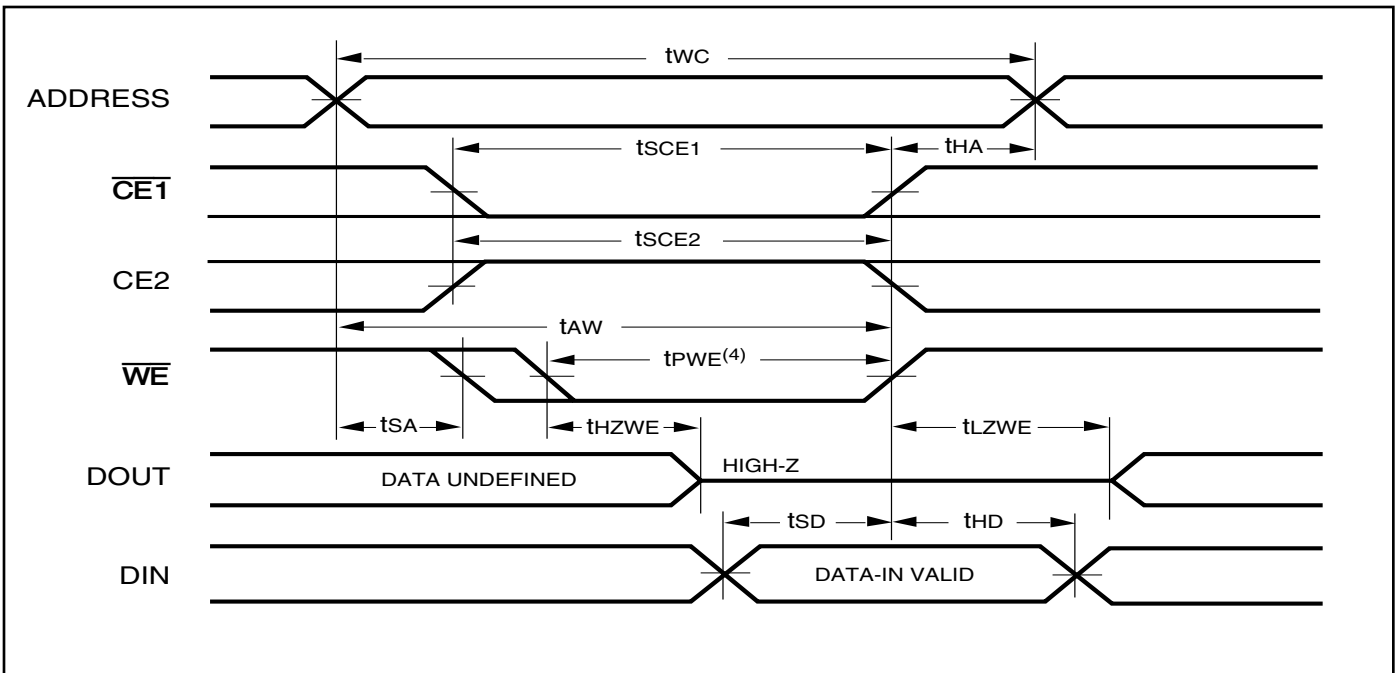 tWC
ADDRESS
tSCE1
tHA
CE1
tSCE2
CE2
tAW
tPWE(4)
WE
tSA
tHZWE
tLZWE
DOUT
DATA UNDEFINED
HIGH-Z
tSD
tHD
DIN
DATA-IN VALID